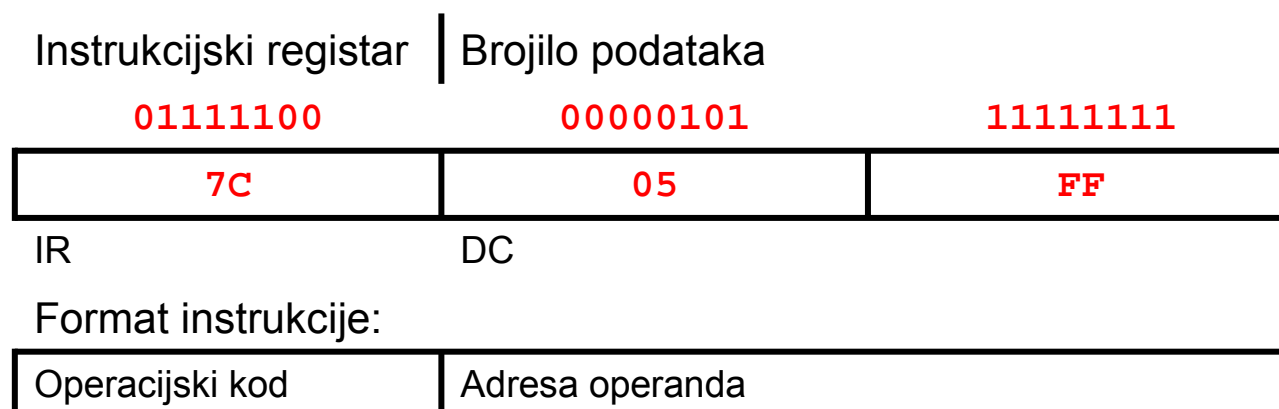 Instrukcijski registar Brojilo podataka
01111100 00000101 11111111
7C 05 FF
IR DC
Format instrukcije:
Operacijski kod Adresa operanda